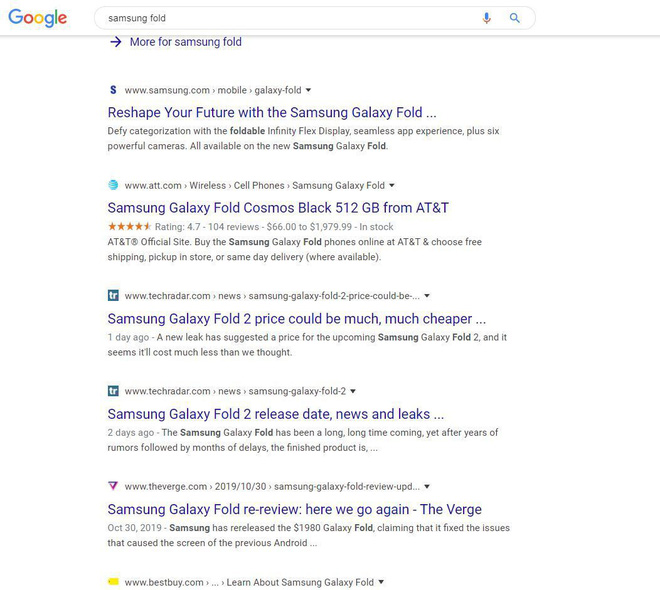 Google
samsung fold
More for samsung fold
www.samsung.com › mobile › galaxy-fold
Reshape Your Future with the Samsung Galaxy Fold ...
Defy categorization with the foldable Infinity Flex Display, seamless app experience, plus six
powerful cameras. All available on the new Samsung Galaxy Fold.
www.att.com › Wireless › Cell Phones › Samsung Galaxy Fold
Samsung Galaxy Fold Cosmos Black 512 GB from AT&T
Rating: 4.7 - 104 reviews - $66.00 to $1,979.99 - In stock
AT&T® Official Site. Buy the Samsung Galaxy Fold phones online at AT&T & choose free
shipping, pickup in store, or same day delivery (where available).
tr www.techradar.com › news › samsung-galaxy-fold-2-price-could-be-...
Samsung Galaxy Fold 2 price could be much, much cheaper ...
1 day ago - A new leak has suggested a price for the upcoming Samsung Galaxy Fold 2, and it
seems it'll cost much less than we thought.
tr www.techradar.com › news › samsung-galaxy-fold-2
Samsung Galaxy Fold 2 release date, news and leaks ...
2 days ago - The Samsung Galaxy Fold has been a long, long time coming, yet after years of
rumors followed by months of delays, the finished product is, ...
www.theverge.com › 2019/10/30 › samsung-galaxy-fold-review-upd...
Samsung Galaxy Fold re-review: here we go again - The Verge
Oct 30, 2019 - Samsung has rereleased the $1980 Galaxy Fold, claiming that it fixed the issues
that caused the screen of the previous Android ...
www.bestbuy.com › ... › Learn About Samsung Galaxy Fold